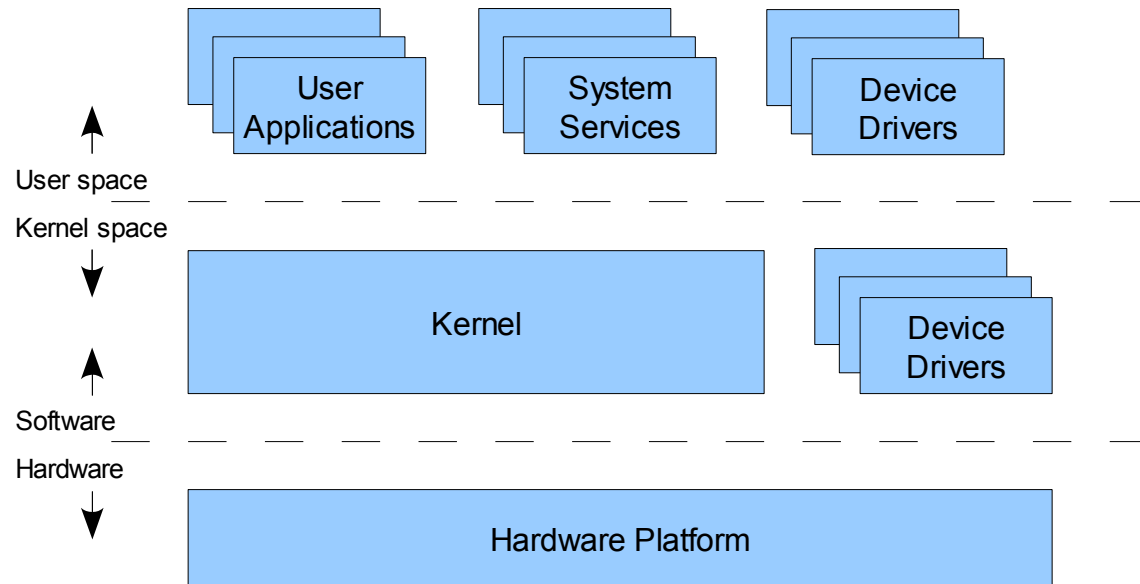 User
Applications
System
Services
Device
Drivers
User space
Kernel space
Kernel
Device
Drivers
Software
Hardware
Hardware Platform